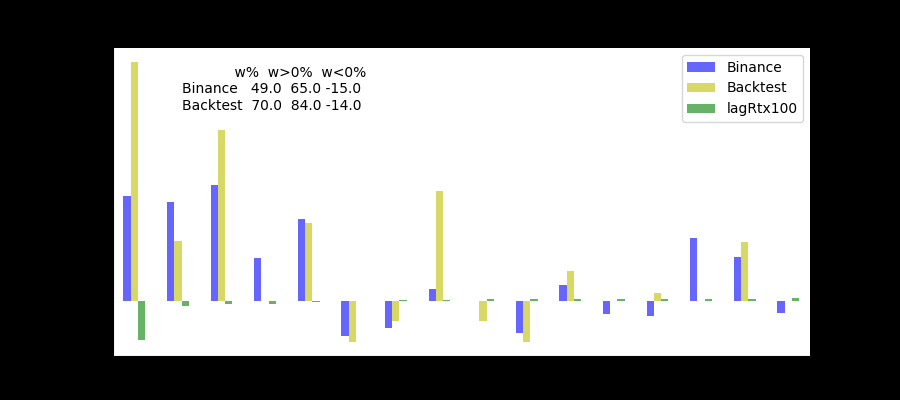 w% w>0% w<0%
Binance 49.0 65.0 -15.0
Backtest 70.0 84.0 -14.0
Binance
Backtest
lagRtx100